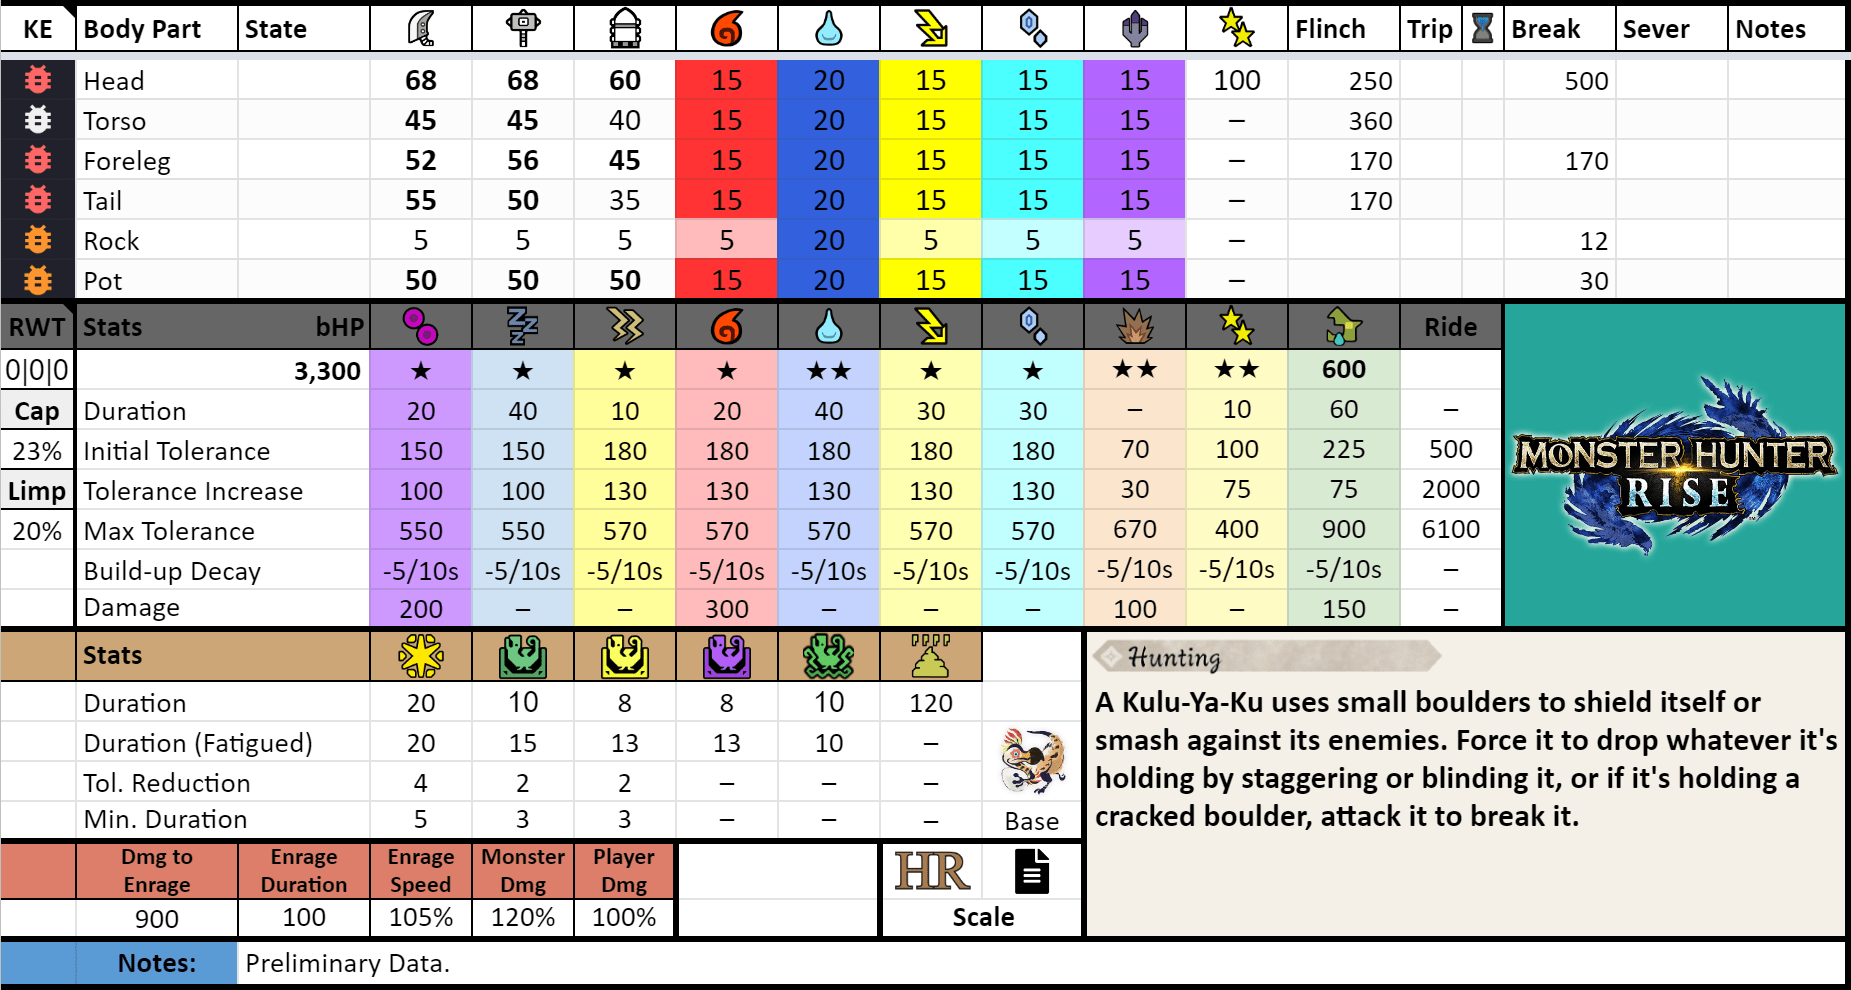 KE Body Part State Flinch Trip Break Sever Notes
Head 68 68 60 15 20 15 15 15 100 250 500
Torso 45 45 40 15 20 15 15 15 – 360
Foreleg 52 56 45 15 20 15 15 15 – 170 170
Tail 55 50 35 15 20 15 15 15 – 170
Rock 5 5 5 5 20 5 5 5 – 12
Pot 50 50 50 15 20 15 15 15 – 30
RWT Stats bHP Ride
0|0|0 3,300 ★ ★ ★ ★ ★★ ★ ★ ★★ ★★ 600
Cap Duration 20 40 10 20 40 30 30 – 10 60 –
23% Initial Tolerance 150 150 180 180 180 180 180 70 100 225 500
Limp Tolerance Increase 100 100 130 130 130 130 130 30 75 75 2000
20% Max Tolerance 550 550 570 570 570 570 570 670 400 900 6100
Build-up Decay -5/10s -5/10s -5/10s -5/10s -5/10s -5/10s -5/10s -5/10s -5/10s -5/10s –
Damage 200 – – 300 – – – 100 – 150 –
MONSTER HUNTER
RISE
Stats
Duration 20 10 8 8 10 120
Duration (Fatigued) 20 15 13 13 10 –
Tol. Reduction 4 2 2 – – –
Min. Duration 5 3 3 – – – Base
Hunting
A Kulu-Ya-Ku uses small boulders to shield itself or
smash against its enemies. Force it to drop whatever it's
holding by staggering or blinding it, or if it's holding a
cracked boulder, attack it to break it.
Dmg to Enrage Enrage Duration Enrage Speed Monster Dmg Player Dmg HR
900 100 105% 120% 100% Scale
Notes: Preliminary Data.